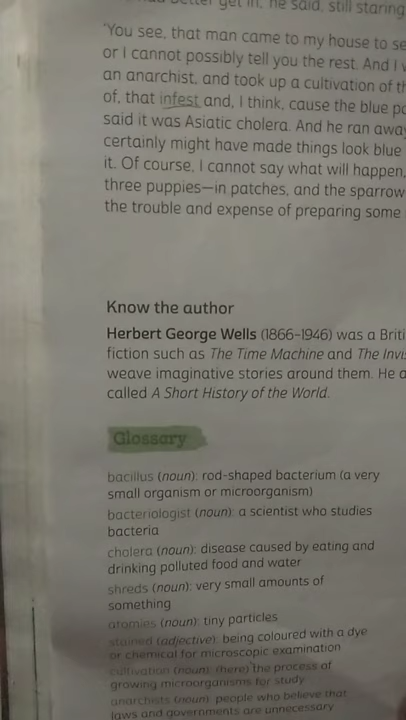 get in, he said, still staring
'You see, that man came to my house to se
or I cannot possibly tell you the rest. And I
an anarchist, and took up a cultivation of th
of, that infest and, I think, cause the blue pa
said it was Asiatic cholera. And he ran away
certainly might have made things look blue
it. Of course, I cannot say what will happen,
three puppies—in patches, and the sparrow
the trouble and expense of preparing some
Know the author
Herbert George Wells (1866–1946) was a Briti
fiction such as The Time Machine and The Invis
weave imaginative stories around them. He a
called A Short History of the World.
Glossary
bacillus (noun): rod-shaped bacterium (a very
small organism or microorganism)
bacteriologist (noun): a scientist who studies
bacteria
cholera (noun): disease caused by eating and
drinking polluted food and water
shreds (noun): very small amounts of
something
atomies (noun): tiny particles
stained (adjective): being coloured with a dye
or chemical for microscopic examination
cultivation (noun): (here) the process of
growing microorganisms for study
anarchists (noun): people who believe that
laws and governments are unnecessary